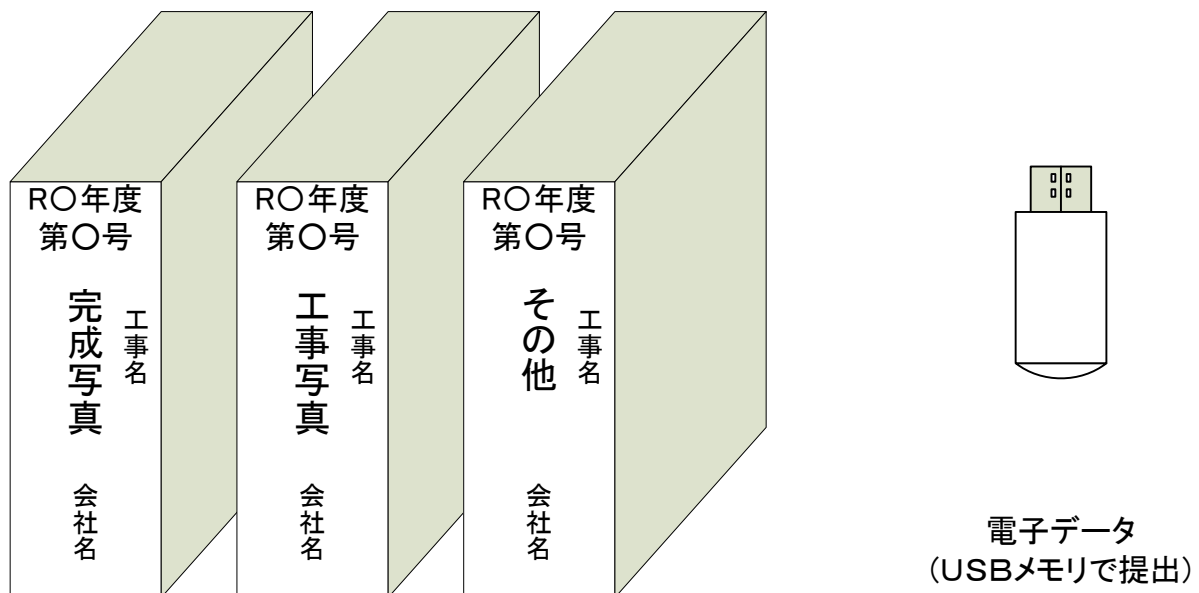 R〇年度
第〇号
工事名
完成写真
会社名
R〇年度
第〇号
工事名
工事写真
会社名
R〇年度
第〇号
工事名
その他
会社名
電子データ
(USBメモリで提出)